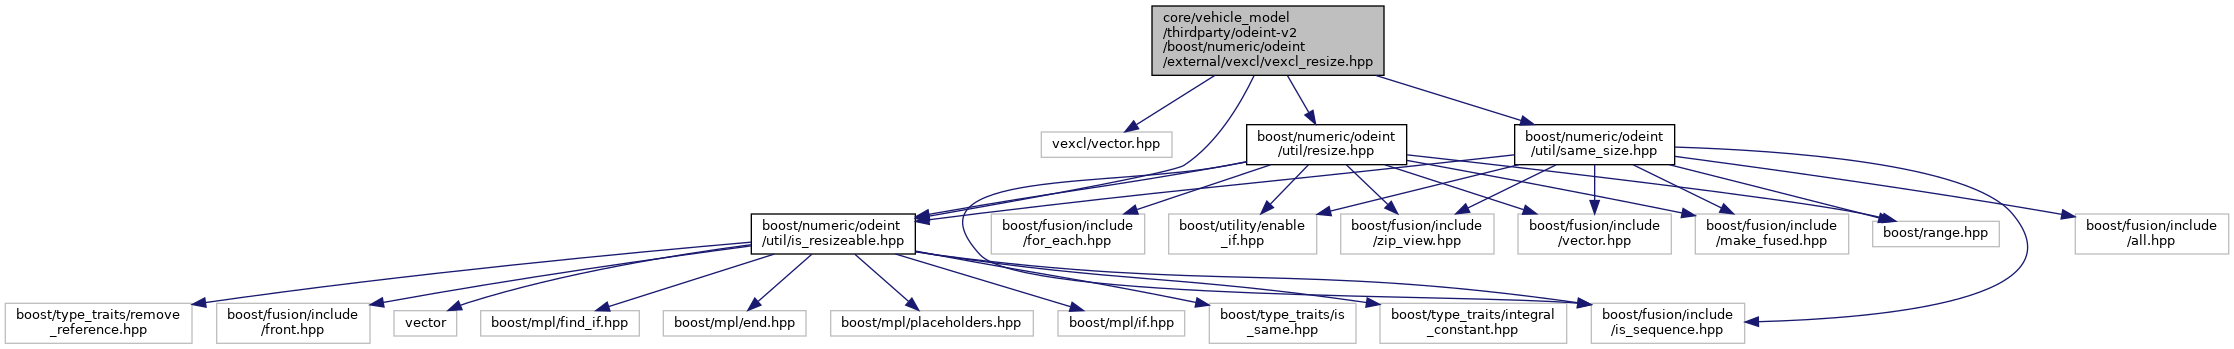 core/vehicle_model
/thirdparty/odeint-v2
/boost/numeric/odeint
/external/vexcl/vexcl_resize.hpp
vexcl/vector.hpp
boost/numeric/odeint
/util/resize.hpp
boost/numeric/odeint
/util/same_size.hpp
boost/numeric/odeint
/util/is_resizeable.hpp
boost/fusion/include
/for_each.hpp
boost/utility/enable
_if.hpp
boost/fusion/include
/zip_view.hpp
boost/fusion/include
/vector.hpp
boost/fusion/include
/make_fused.hpp
boost/range.hpp
boost/fusion/include
/all.hpp
boost/type_traits/remove
_reference.hpp
boost/fusion/include
/front.hpp
vector
boost/mpl/find_if.hpp
boost/mpl/end.hpp
boost/mpl/placeholders.hpp
boost/mpl/if.hpp
boost/type_traits/is
_same.hpp
boost/type_traits/integral
_constant.hpp
boost/fusion/include
/is_sequence.hpp